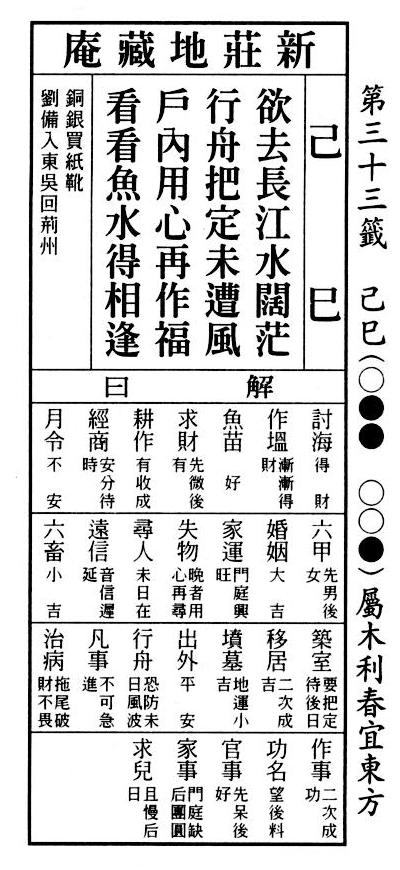 第三十三籤　己巳(○●●　○○●)屬木利春宜東方
新莊地藏庵
己巳
欲去長江水闊茫
行舟把定未遭風
戶內用心再作福
看看魚水得相逢
銅銀買紙靴
劉備入東吳回荊州
解曰
討海 得財
作塭 漸漸得財
魚苗 好
求財 先微後有
耕作 有收成
經商 安分待時
月令 不安
六甲 先男後女
婚姻 大吉
家運 門庭興旺
失物 晚者用心再尋
尋人 未日在
遠信 音信遲延
六畜 小吉
築室 要把定待後日
移居 二次成吉
墳墓 地運小吉
出外 平安
行舟 恐防未日風波
凡事 不可急進
治病 拖尾破財不畏
作事 二次成功
功名 望後料
官事 先呆後好
家事 門庭缺后團圓
求兒 且慢后日